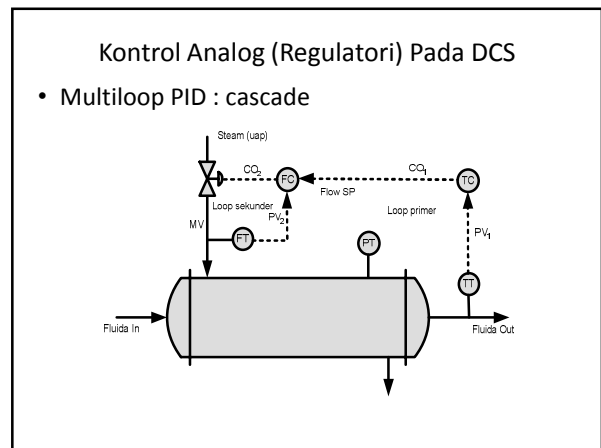 Kontrol Analog (Regulatori) Pada DCS
• Multiloop PID : cascade
Steam (uap)
CO2
FC
CO1
TC
Flow SP
Loop sekunder
Loop primer
MV
PV2
FT
PT
PV1
TT
Fluida In
Fluida Out